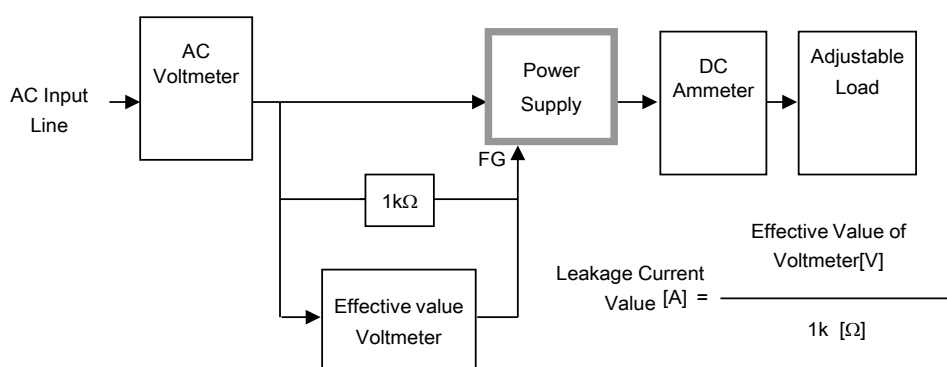 AC
Voltmeter
AC Input
Line
Power
Supply
DC
Ammeter
Adjustable
Load
FG
1kΩ
Effective value
Voltmeter
Leakage Current
Value [A] =
Effective Value of
Voltmeter[V]
1k [Ω]